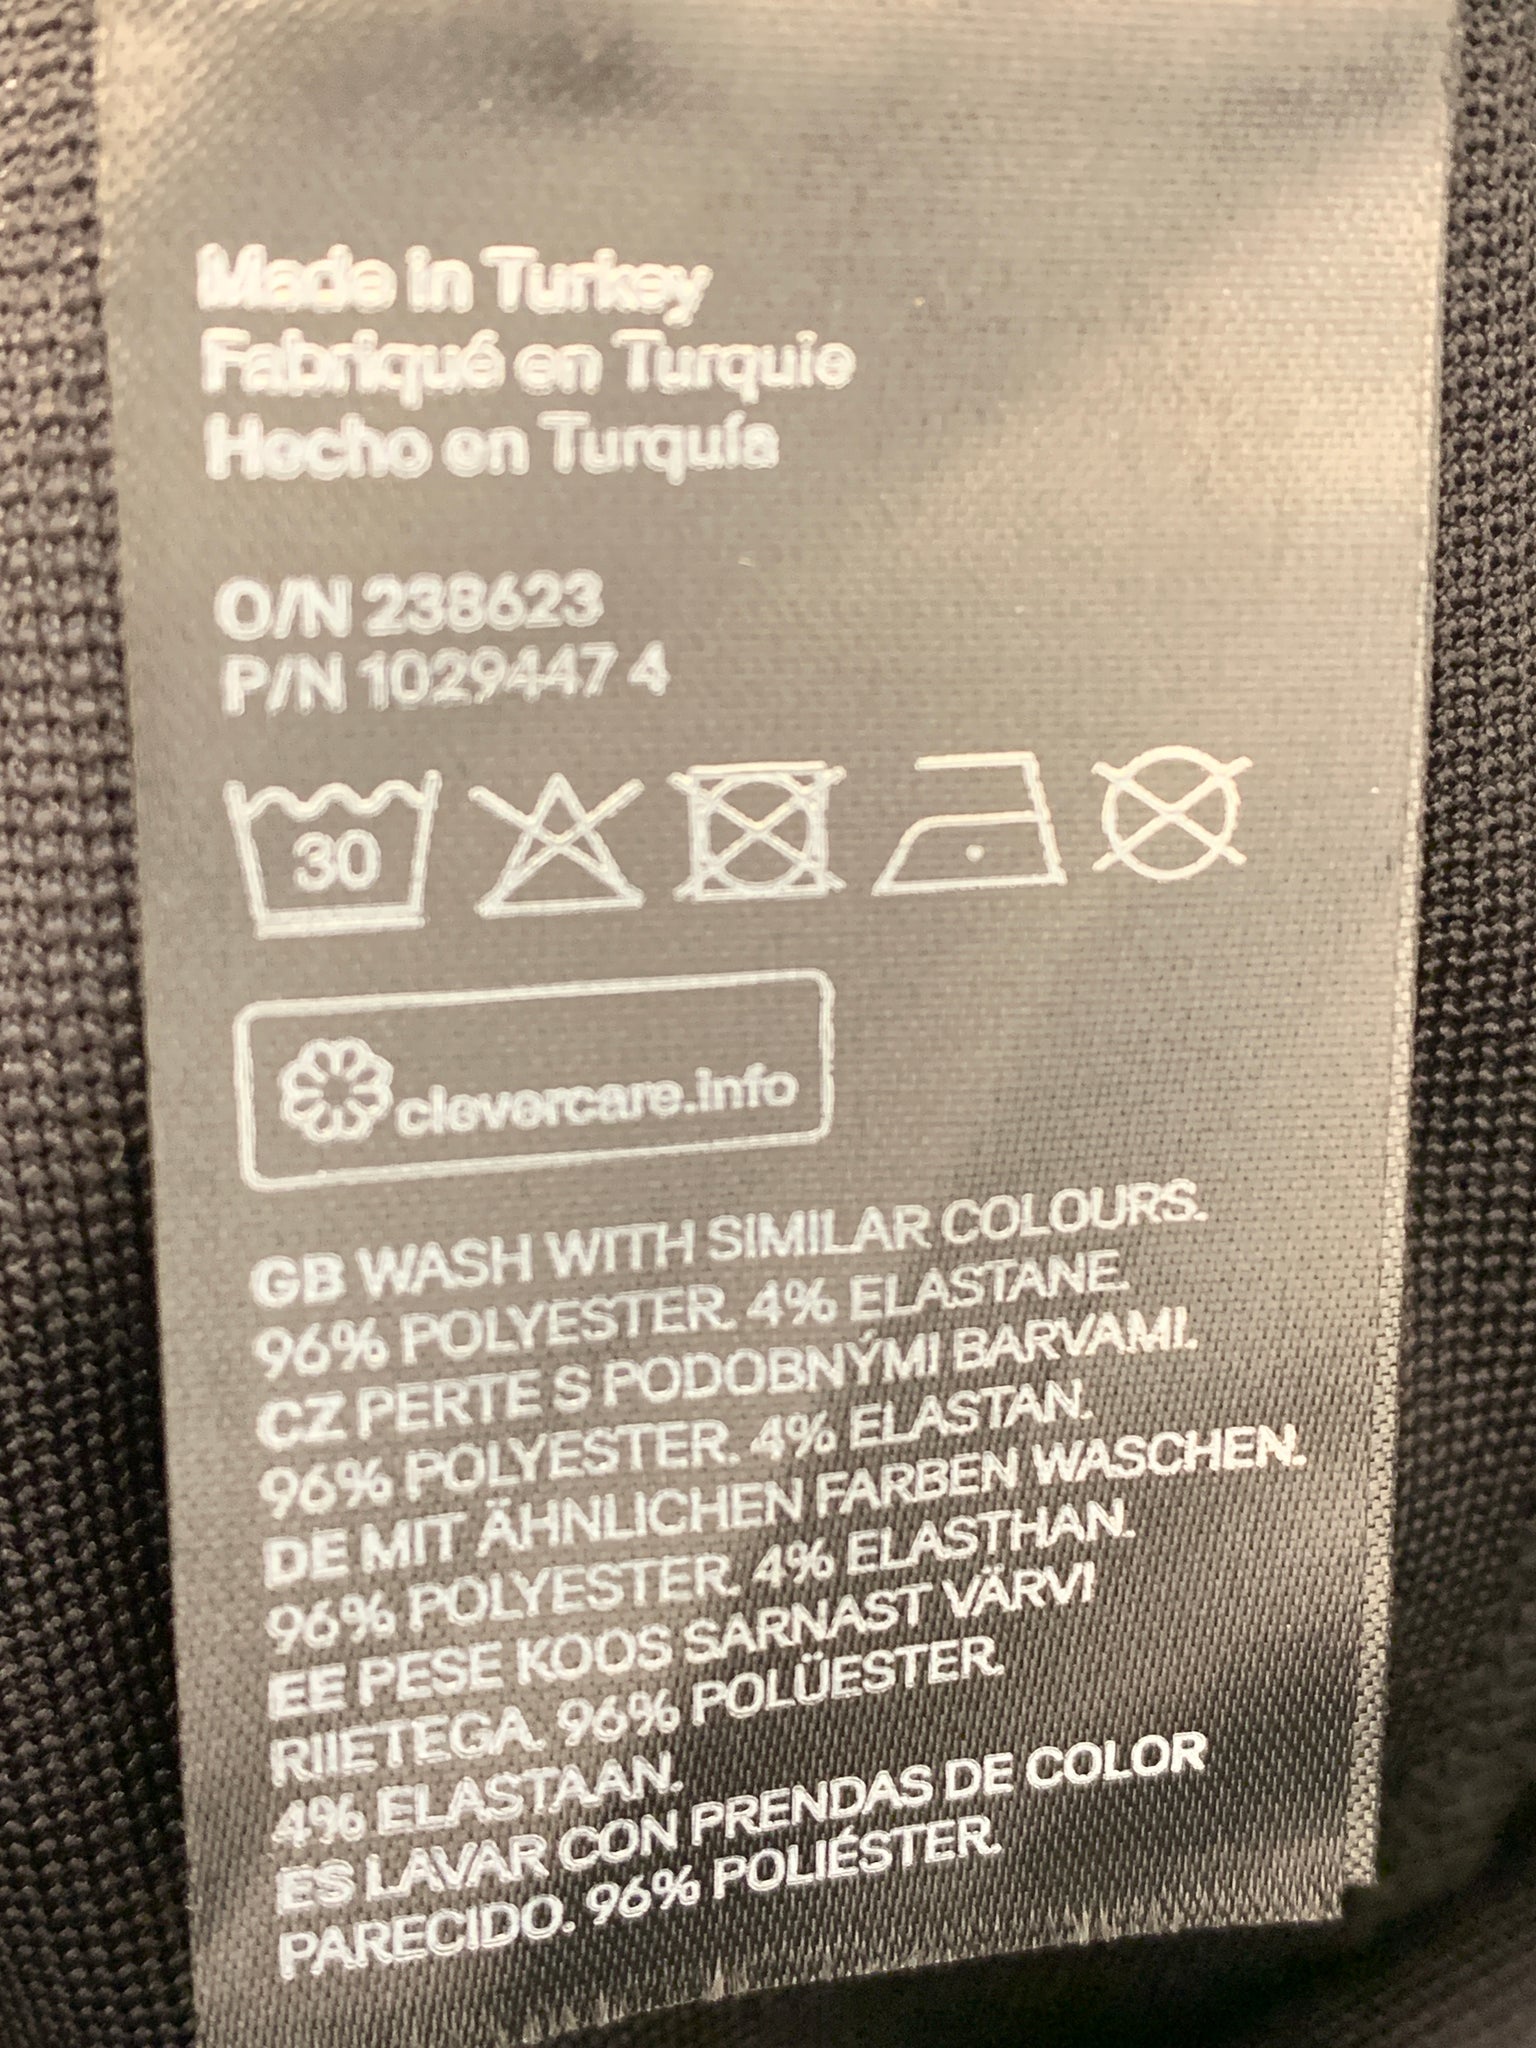 Made in Turkey
Fabriqué en Turquie
Hecho en Turquía
O/N 238623
P/N 1029447 4
30
clevercare.info
GB WASH WITH SIMILAR COLOURS.
96% POLYESTER. 4% ELASTANE.
CZ PERTE S PODOBNÝMI BARVAMI.
96% POLYESTER. 4% ELASTAN.
DE MIT ÄHNLICHEN FARBEN WASCHEN.
96% POLYESTER. 4% ELASTHAN.
EE PESE KOOS SARNAST VÄRVI
RIIETEGA. 96% POLÜESTER.
4% ELASTAAN.
ES LAVAR CON PRENDAS DE COLOR
PARECIDO. 96% POLIÉSTER.